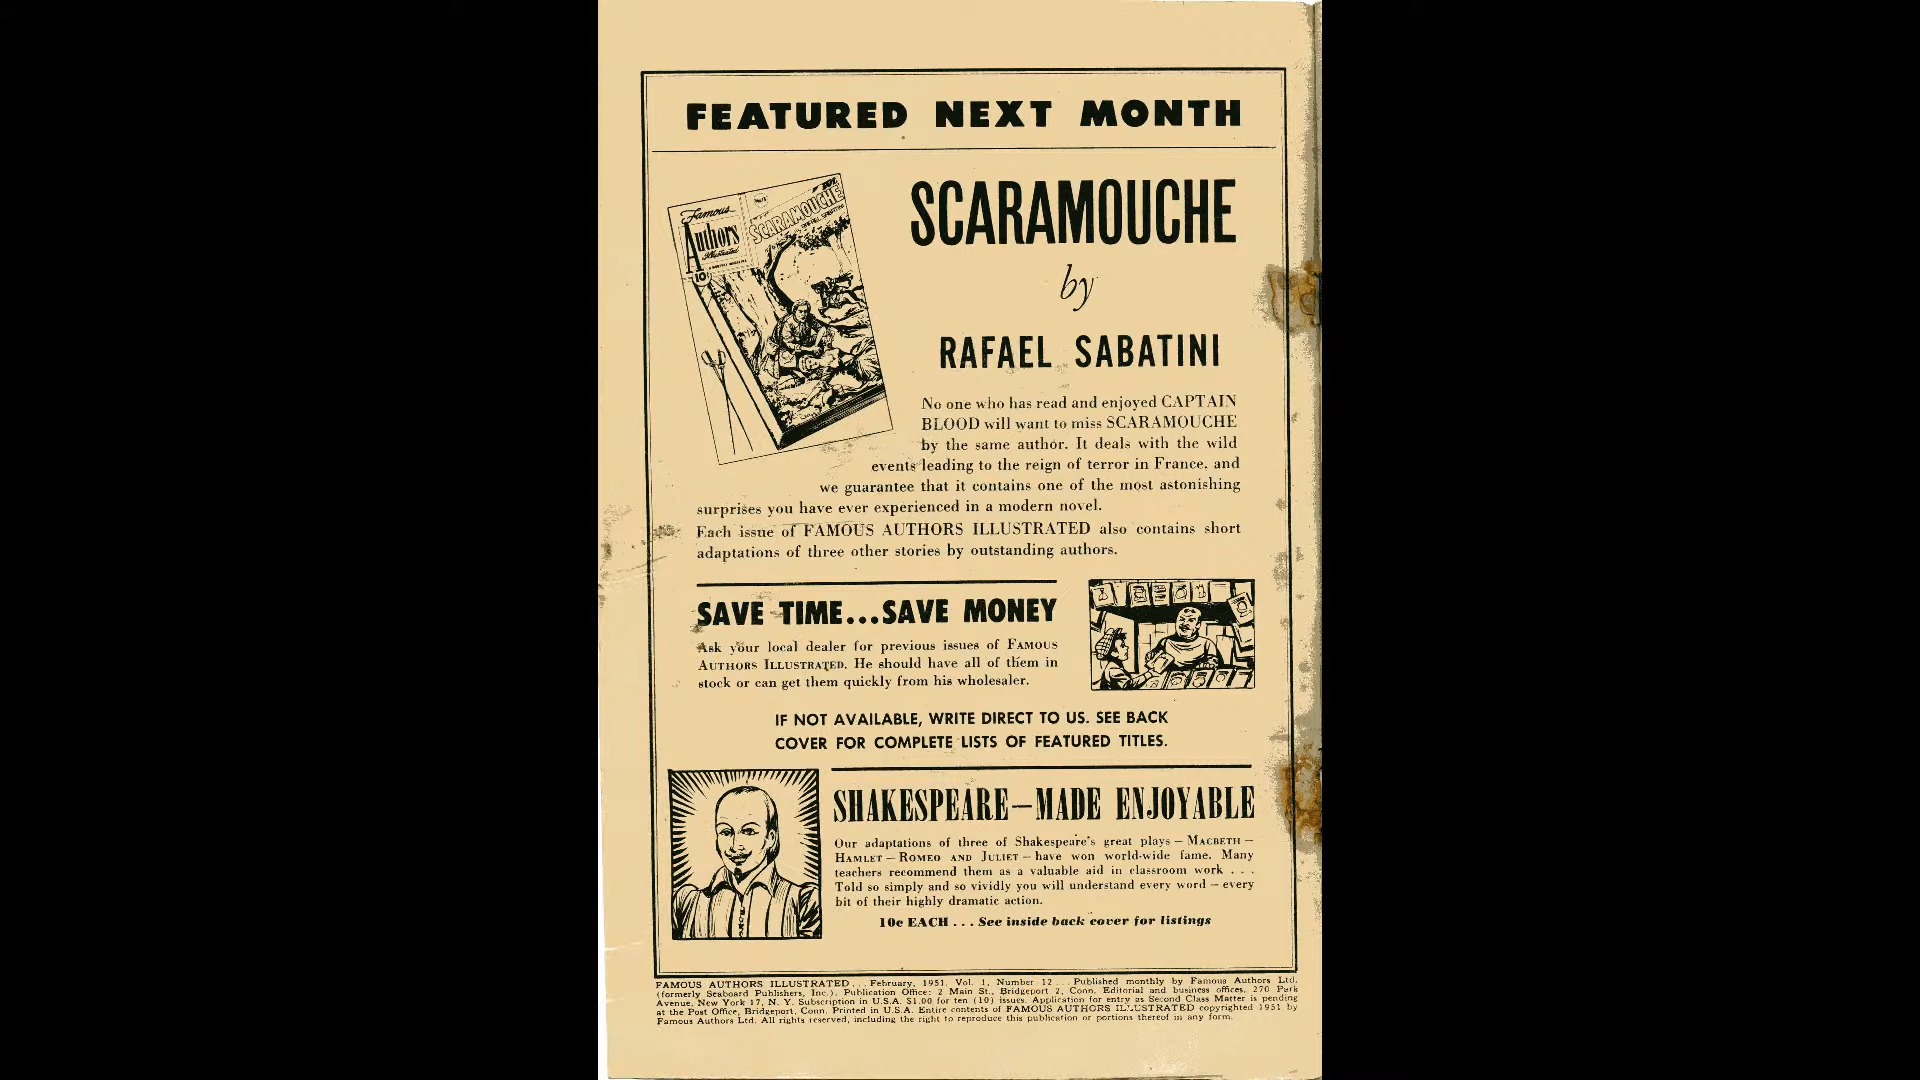 FEATURED NEXT MONTH
Famous
Authors
Illustrated
10¢
SCARAMOUCHE
SCARAMOUCHE
by
RAFAEL SABATINI
No one who has read and enjoyed CAPTAIN
BLOOD will want to miss SCARAMOUCHE
by the same author. It deals with the wild
events leading to the reign of terror in France, and
we guarantee that it contains one of the most astonishing
surprises you have ever experienced in a modern novel.
Each issue of FAMOUS AUTHORS ILLUSTRATED also contains short
adaptations of three other stories by outstanding authors.
SAVE TIME...SAVE MONEY
Ask your local dealer for previous issues of FAMOUS
AUTHORS ILLUSTRATED. He should have all of them in
stock or can get them quickly from his wholesaler.
IF NOT AVAILABLE, WRITE DIRECT TO US. SEE BACK
COVER FOR COMPLETE LISTS OF FEATURED TITLES.
SHAKESPEARE—MADE ENJOYABLE
Our adaptations of three of Shakespeare's great plays — MACBETH —
HAMLET — ROMEO AND JULIET — have won world-wide fame. Many
teachers recommend them as a valuable aid in classroom work . . .
Told so simply and so vividly you will understand every word — every
bit of their highly dramatic action.
10c EACH . . . See inside back cover for listings
FAMOUS AUTHORS ILLUSTRATED . . . February, 1951, Vol. 1, Number 12 . . . Published monthly by Famous Authors Ltd.
(formerly Seaboard Publishers, Inc.). Publication Office: 2 Main St., Bridgeport 2, Conn. Editorial and business offices, 270 Park
Avenue, New York 17, N. Y. Subscription in U.S.A. $1.00 for ten (10) issues. Application for entry as Second Class Matter is pending
at the Post Office, Bridgeport, Conn. Printed in U.S.A. Entire contents of FAMOUS AUTHORS ILLUSTRATED copyrighted 1951 by
Famous Authors Ltd. All rights reserved, including the right to reproduce this publication or portions thereof in any form.